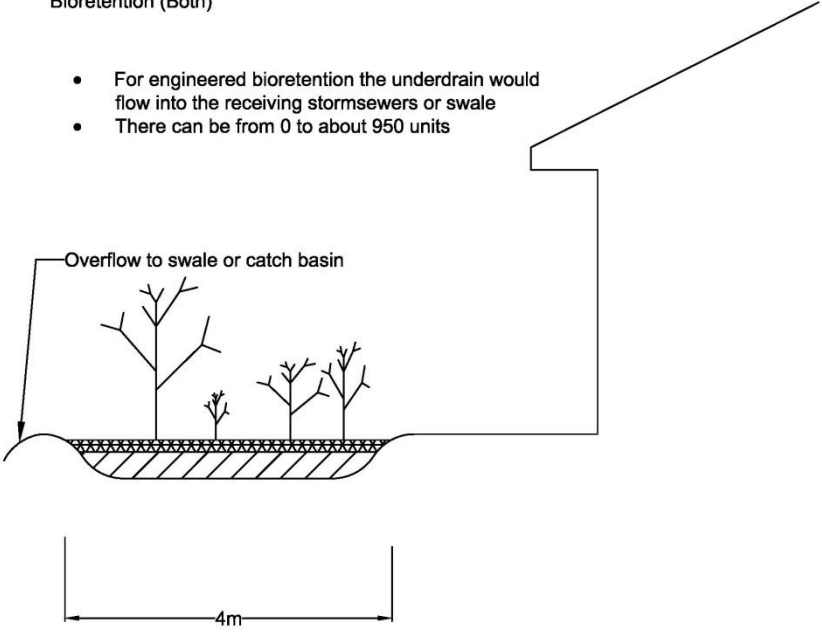 Bioretention (Both)
• For engineered bioretention the underdrain would
flow into the receiving stormsewers or swale
• There can be from 0 to about 950 units
Overflow to swale or catch basin
4m